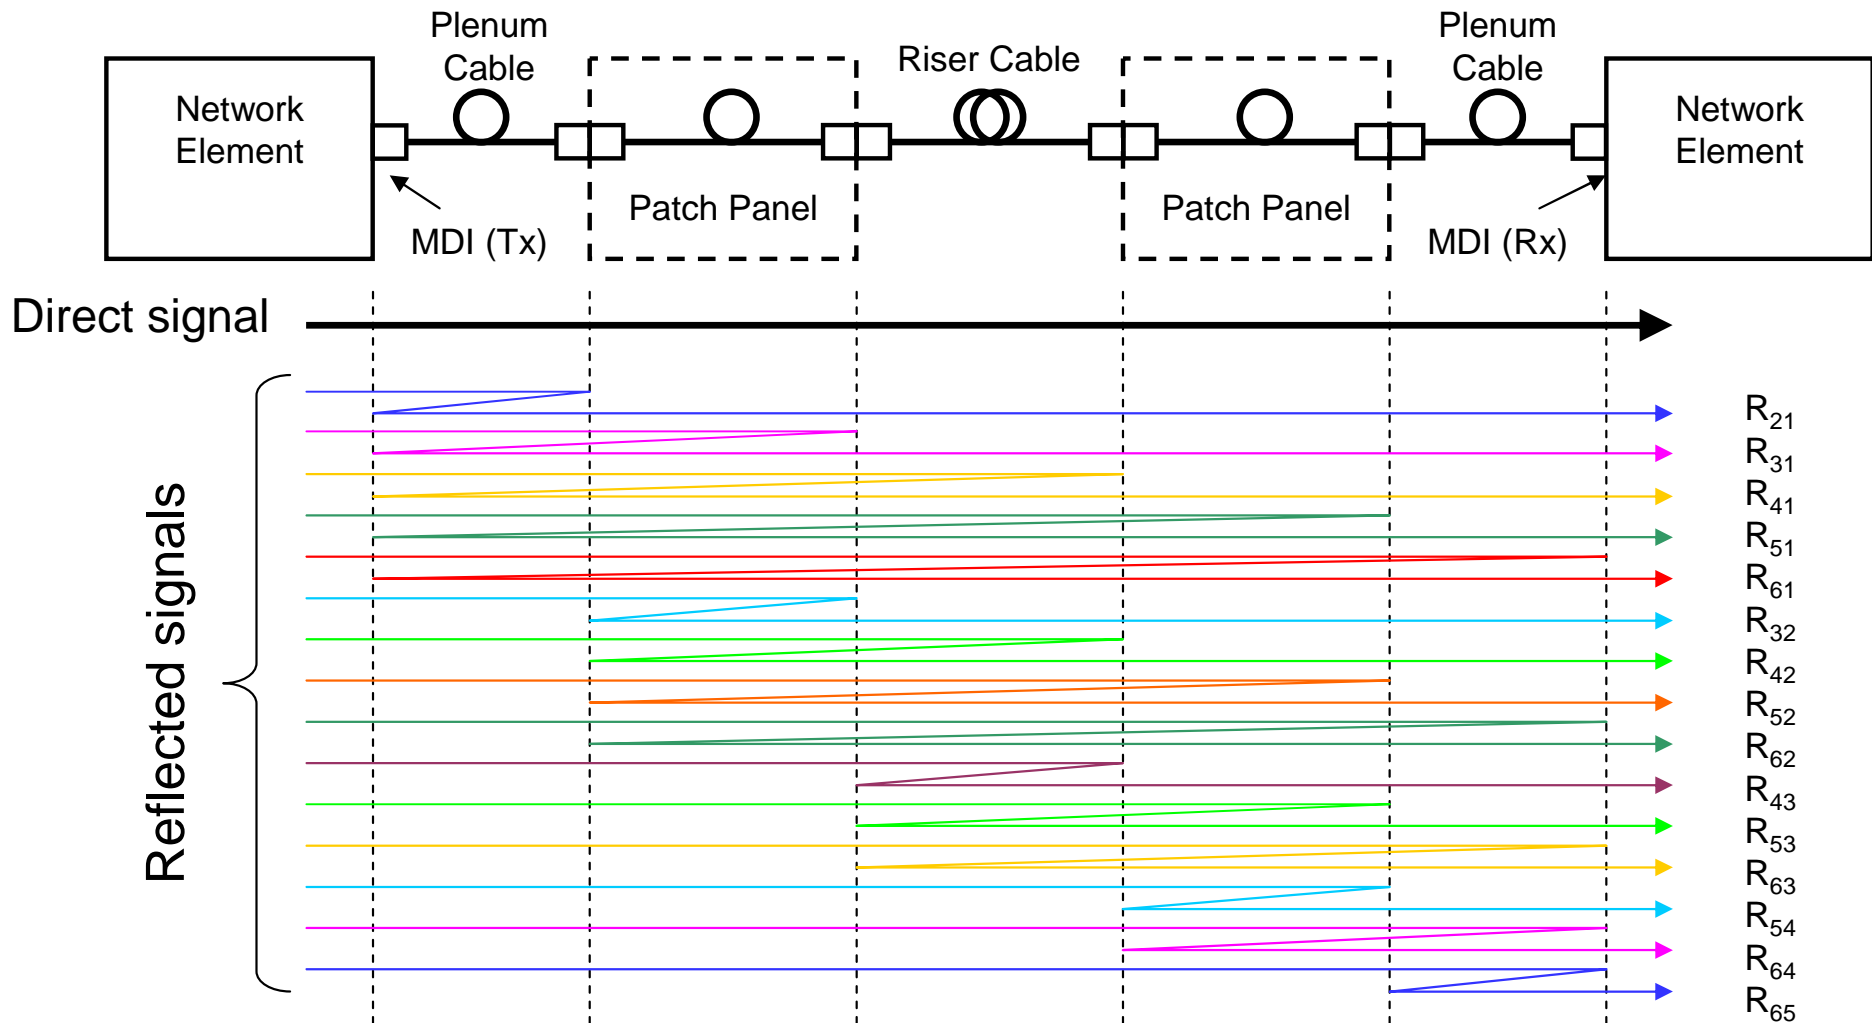 Plenum
Cable
Riser Cable
Plenum
Cable
Network
Element
Network
Element
Patch Panel
Patch Panel
MDI (Tx)
MDI (Rx)
Direct signal
Reflected signals
R21
R31
R41
R51
R61
R32
R42
R52
R62
R43
R53
R63
R54
R64
R65